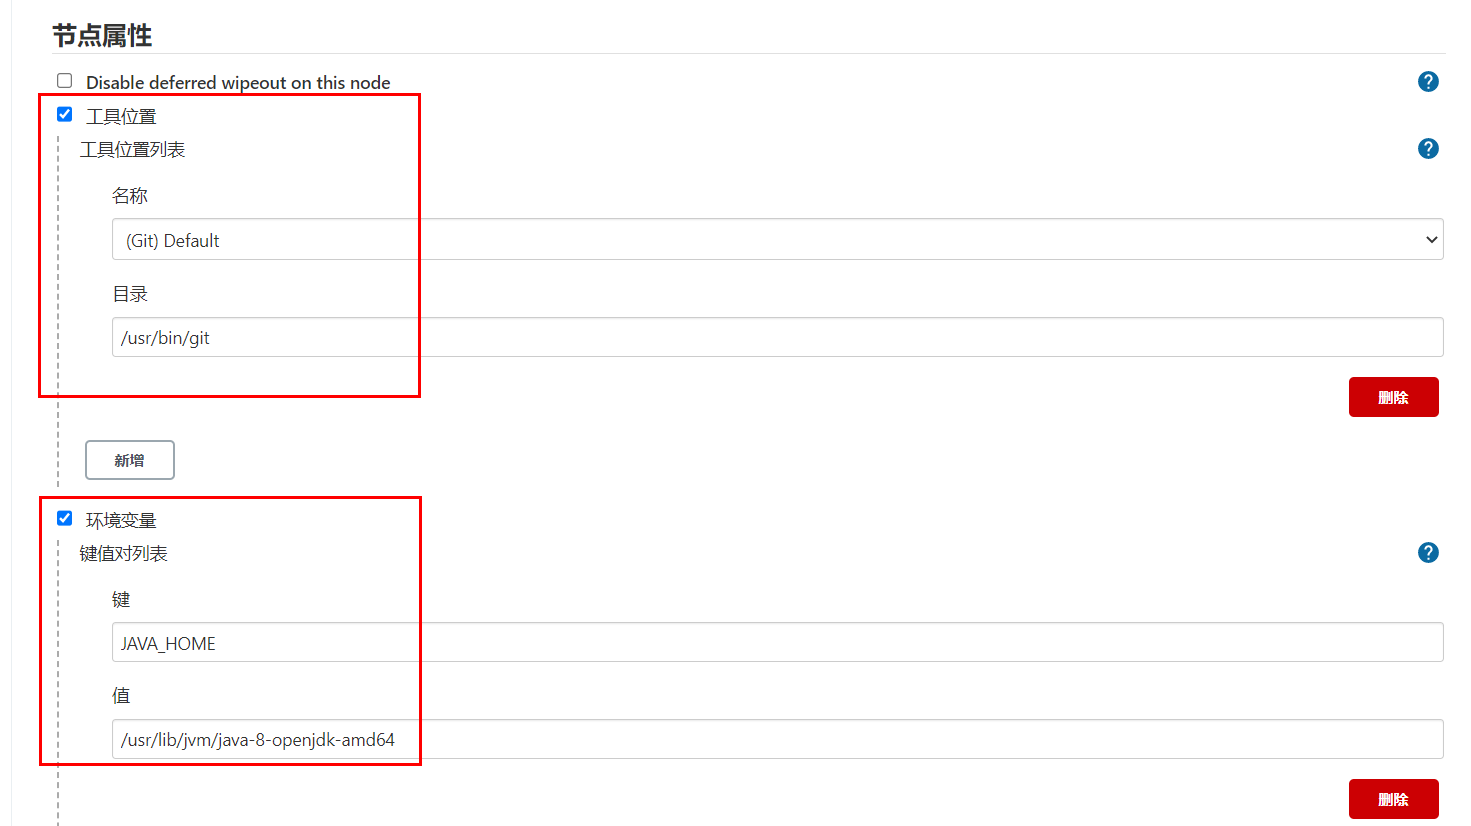 节点属性
Disable deferred wipeout on this node
?
工具位置
工具位置列表
?
名称
(Git) Default
目录
/usr/bin/git
删除
新增
环境变量
键值对列表
?
键
JAVA_HOME
值
/usr/lib/jvm/java-8-openjdk-amd64
删除